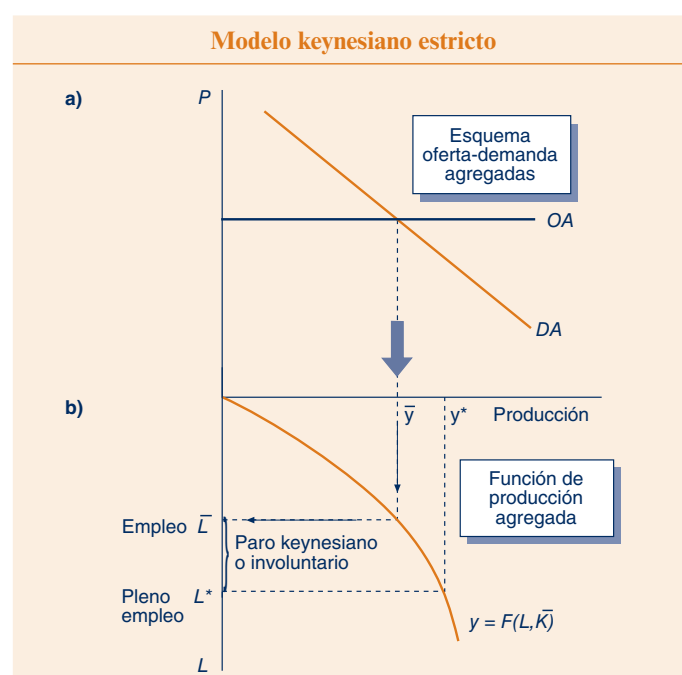 Modelo keynesiano estricto
a)
P
Esquema
oferta-demanda
agregadas
OA
DA
b)
y̅
y*
Producción
Función de
producción
agregada
Empleo L̅
Paro keynesiano
o involuntario
Pleno L*
empleo
y = F(L,K̅)
L